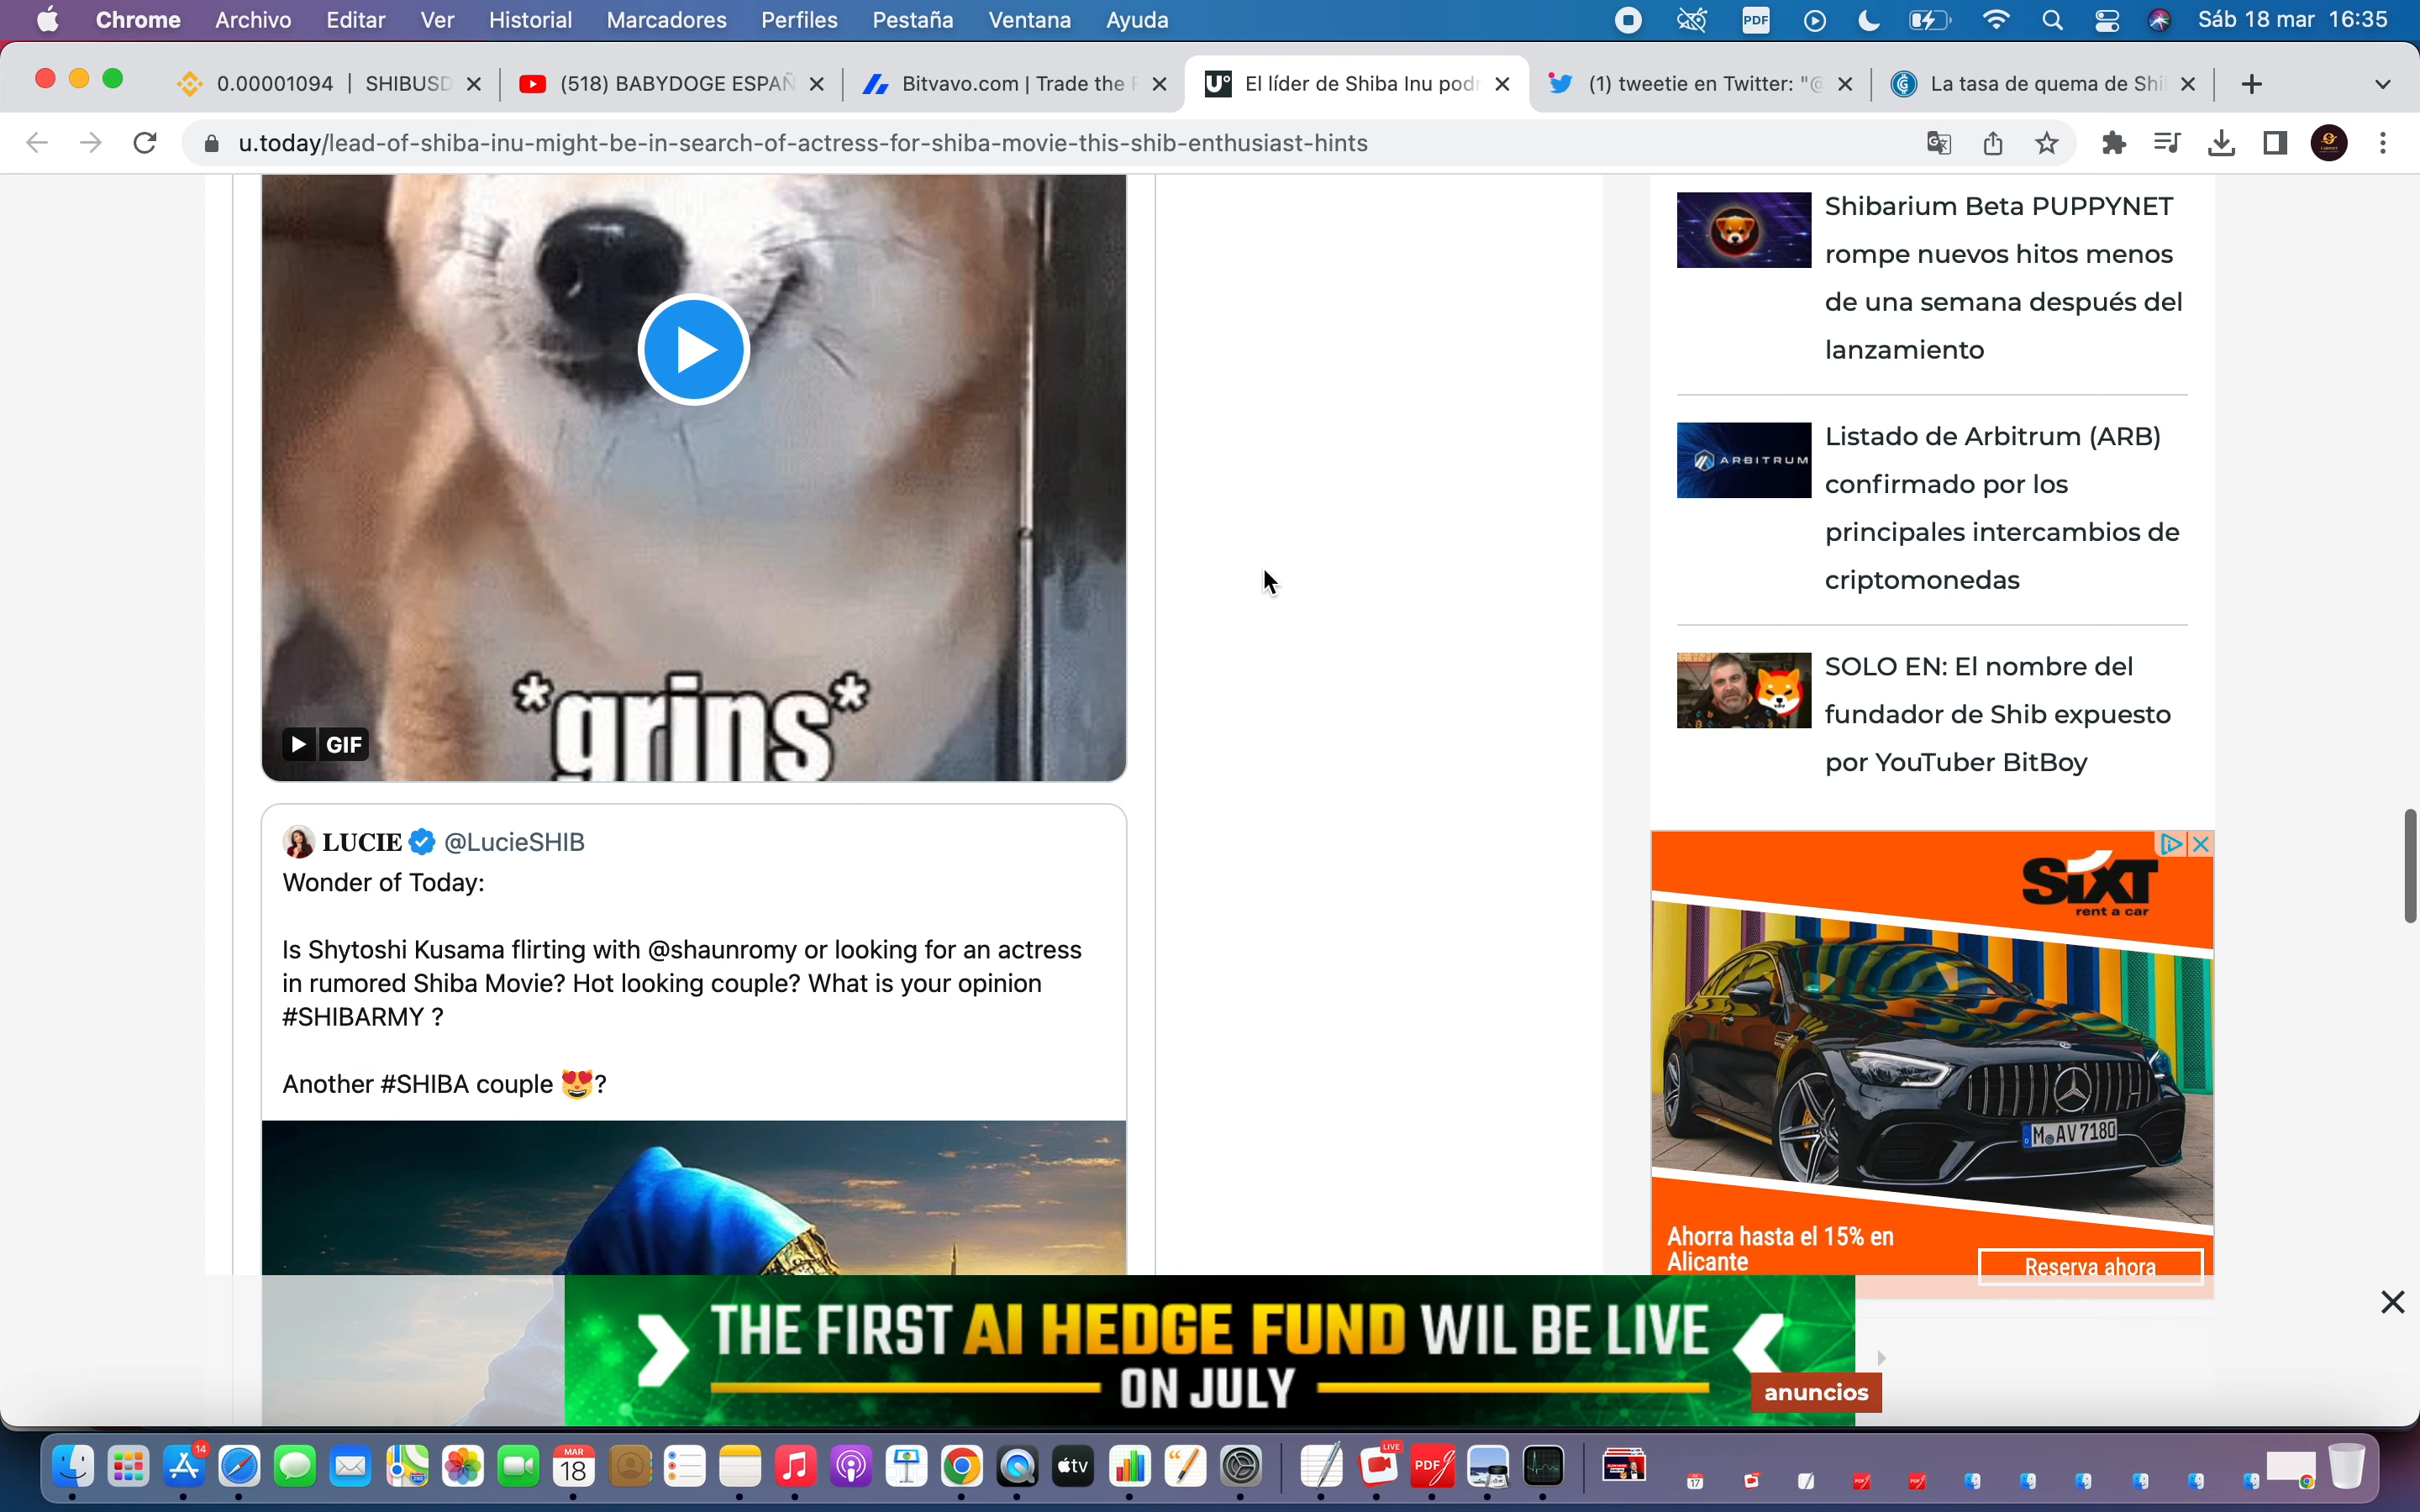 Chrome Archivo Editar Ver Historial Marcadores Perfiles Pestaña Ventana Ayuda
PDF
Sáb 18 mar 16:35
0.00001094 | SHIBUSD
(518) BABYDOGE ESPAÑ
Bitvavo.com | Trade the
El líder de Shiba Inu pod
(1) tweetie en Twitter: "@
La tasa de quema de Shi
u.today/lead-of-shiba-inu-might-be-in-search-of-actress-for-shiba-movie-this-shib-enthusiast-hints
*grins*
GIF
LUCIE @LucieSHIB
Wonder of Today:
Is Shytoshi Kusama flirting with @shaunromy or looking for an actress
in rumored Shiba Movie? Hot looking couple? What is your opinion
#SHIBARMY ?
Another #SHIBA couple 😍?
Shibarium Beta PUPPYNET
rompe nuevos hitos menos
de una semana después del
lanzamiento
ARBITRUM
Listado de Arbitrum (ARB)
confirmado por los
principales intercambios de
criptomonedas
SOLO EN: El nombre del
fundador de Shib expuesto
por YouTuber BitBoy
SIXT
rent a car
M AV 7180
Ahorra hasta el 15% en
Alicante
Reserva ahora
THE FIRST AI HEDGE FUND WIL BE LIVE
ON JULY
anuncios
14
MAR
18
tv
LIVE
PDF
17